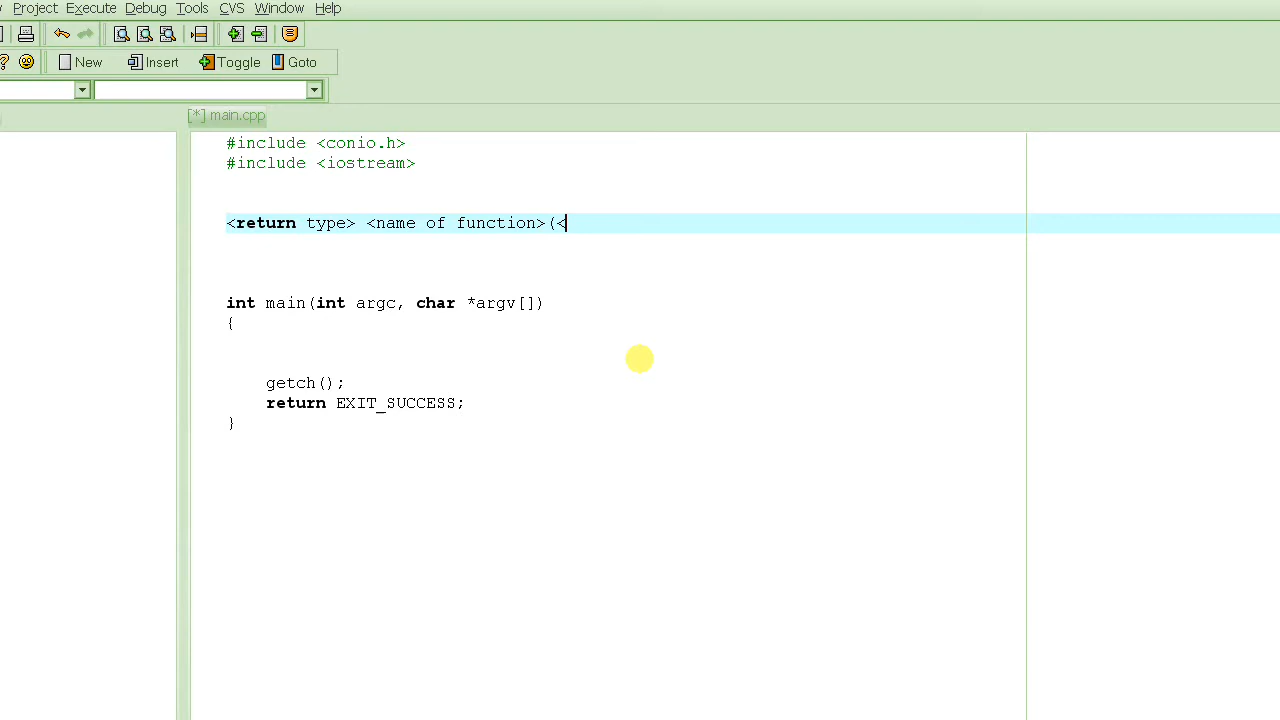 Project Execute Debug Tools CVS Window Help
New Insert Toggle Goto
[*] main.cpp
#include <conio.h>
#include <iostream>
<return type> <name of function>(<
int main(int argc, char *argv[])
{
getch();
return EXIT_SUCCESS;
}